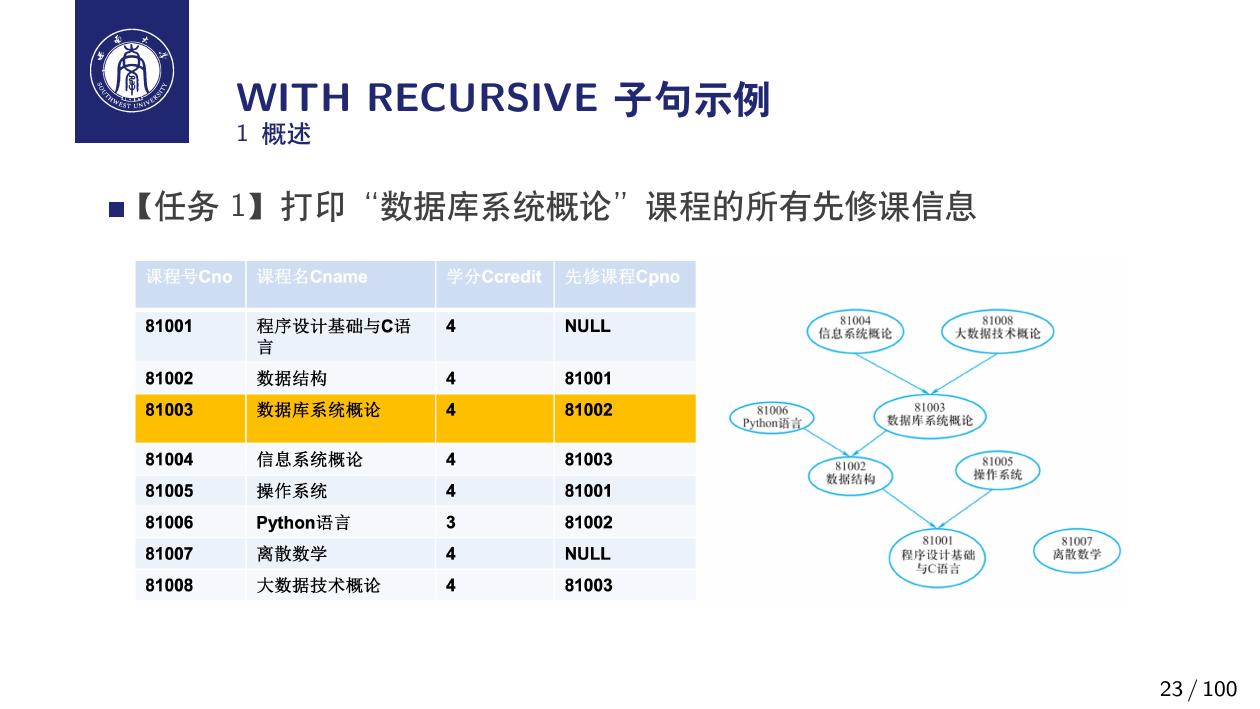 西南大学
SOUTHWEST UNIVERSITY
WITH RECURSIVE 子句示例
1 概述
【任务 1】打印 “数据库系统概论” 课程的所有先修课信息
课程号Cno 课程名Cname 学分Ccredit 先修课程Cpno
81001 程序设计基础与C语 4 NULL
言
81002 数据结构 4 81001
81003 数据库系统概论 4 81002
81004 信息系统概论 4 81003
81005 操作系统 4 81001
81006 Python语言 3 81002
81007 离散数学 4 NULL
81008 大数据技术概论 4 81003
81004
信息系统概论
81008
大数据技术概论
81006
Python语言
81003
数据库系统概论
81002
数据结构
81005
操作系统
81001
程序设计基础
与C语言
81007
离散数学
23 / 100